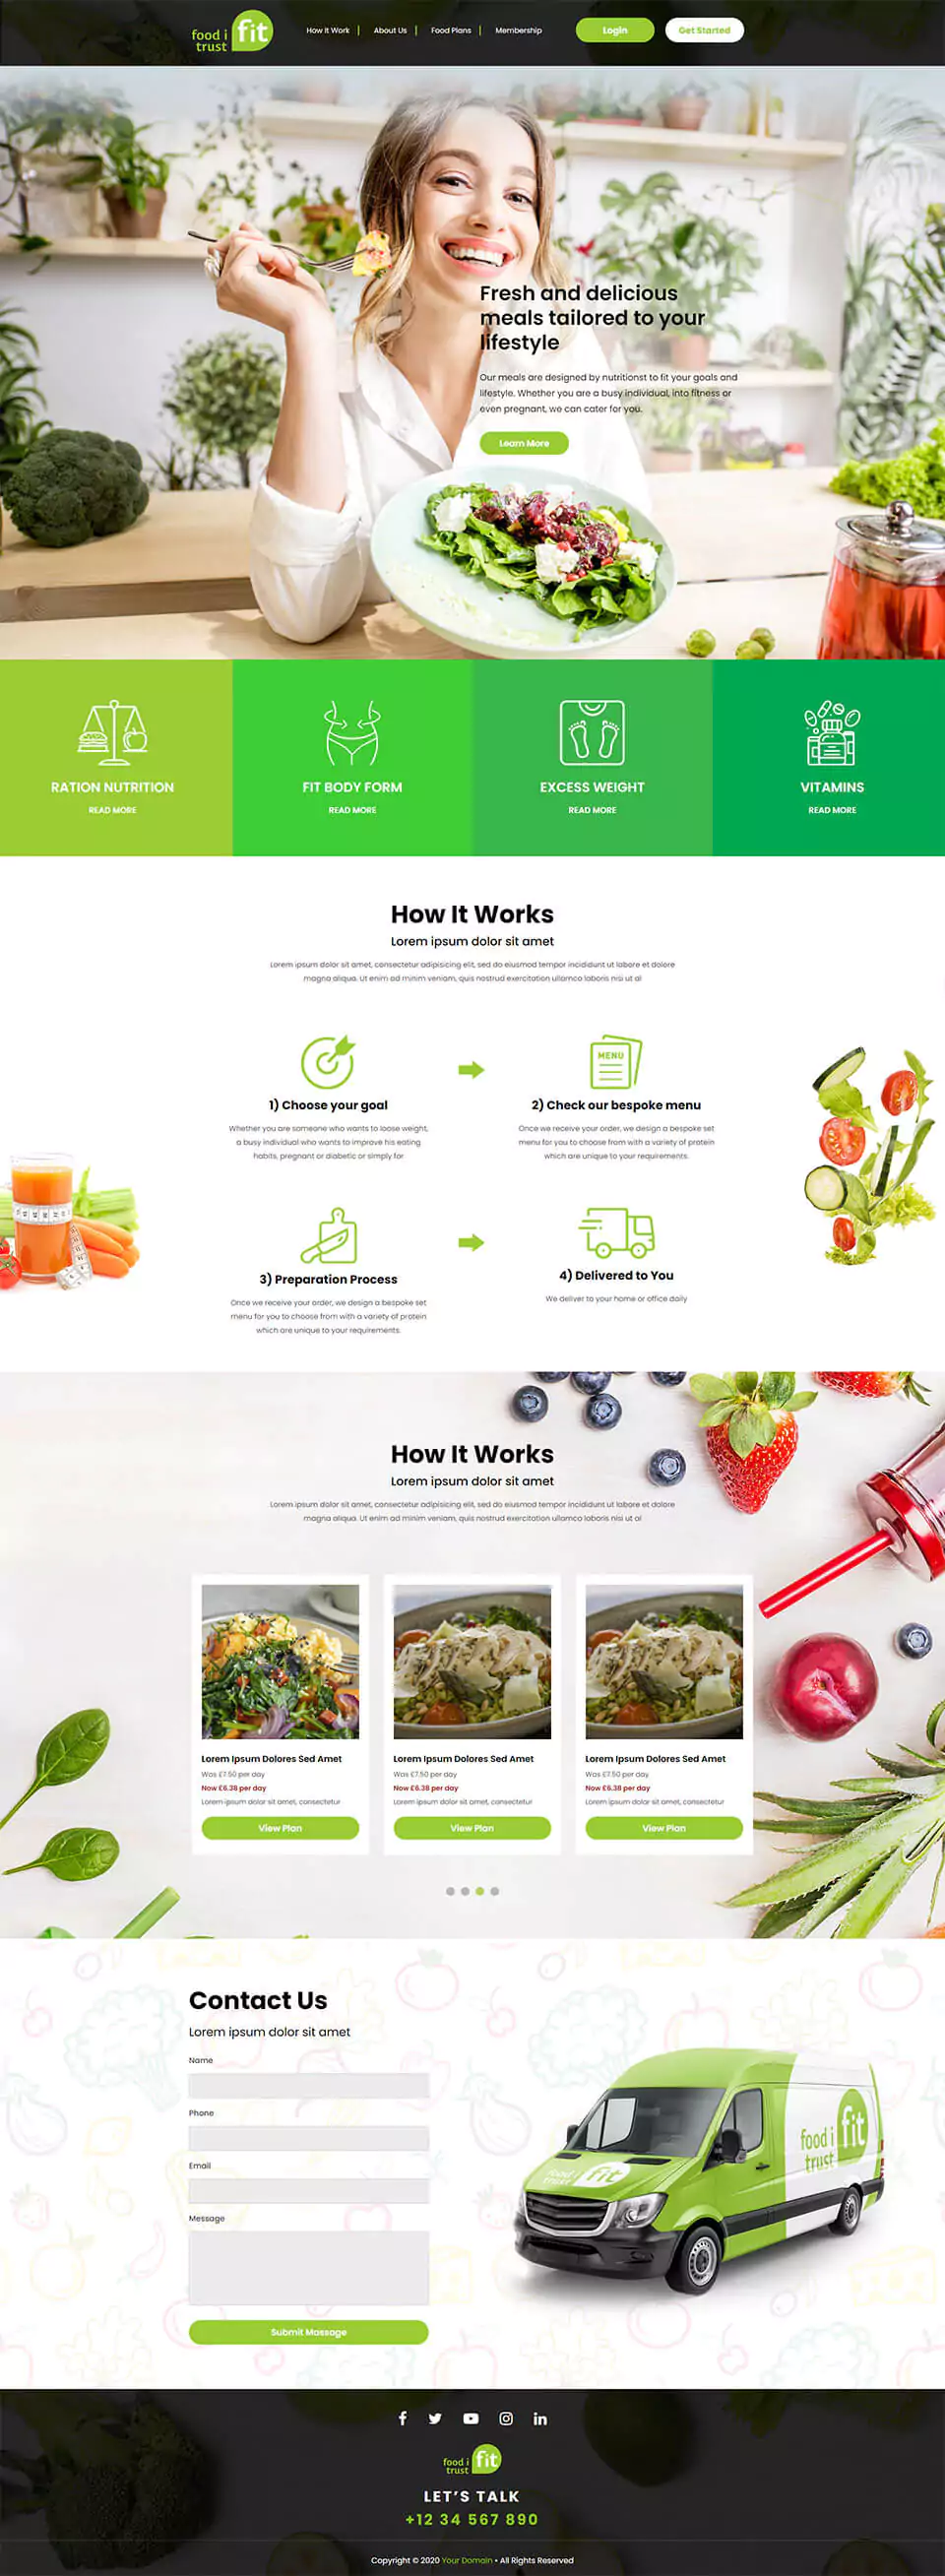 food i
trust
fit
How It Work
About Us
Food Plans
Membership
Login
Get Started
Fresh and delicious
meals tailored to your
lifestyle
Our meals are designed by nutritionst to fit your goals and
lifestyle. Whether you are a busy individual, into fitness or
even pregnant, we can cater for you.
Learn More
RATION NUTRITION
READ MORE
FIT BODY FORM
READ MORE
EXCESS WEIGHT
READ MORE
VITAMINS
READ MORE
How It Works
Lorem ipsum dolor sit amet
Lorem ipsum dolor sit amet, consectetur adipisicing elit, sed do eiusmod tempor incididunt ut labore et dolore
magna aliqua. Ut enim ad minim veniam, quis nostrud exercitation ullamco laboris nisi ut al
1) Choose your goal
Whether you are someone who wants to loose weight,
a busy individual who wants to improve his eating
habits, pregnant or diabetic or simply for
MENU
2) Check our bespoke menu
Once we receive your order, we design a bespoke set
menu for you to choose from with a variety of protein
which are unique to your requirements.
3) Preparation Process
Once we receive your order, we design a bespoke set
menu for you to choose from with a variety of protein
which are unique to your requirements.
4) Delivered to You
We deliver to your home or office daily
How It Works
Lorem ipsum dolor sit amet
Lorem ipsum dolor sit amet, consectetur adipisicing elit, sed do eiusmod tempor incididunt ut labore et dolore
magna aliqua. Ut enim ad minim veniam, quis nostrud exercitation ullamco laboris nisi ut al
Lorem Ipsum Dolores Sed Amet
Was £7.50 per day
Now £6.38 per day
Lorem ipsum dolor sit amet, consectetur
View Plan
Lorem Ipsum Dolores Sed Amet
Was £7.50 per day
Now £6.38 per day
Lorem ipsum dolor sit amet, consectetur
View Plan
Lorem Ipsum Dolores Sed Amet
Was £7.50 per day
Now £6.38 per day
Lorem ipsum dolor sit amet, consectetur
View Plan
Contact Us
Lorem ipsum dolor sit amet
Name
Phone
Email
Message
Submit Massage
food i
trust
fit
food i
trust
fit
food i
trust
fit
LET'S TALK
+12 34 567 890
Copyright © 2020 Your Domain • All Rights Reserved